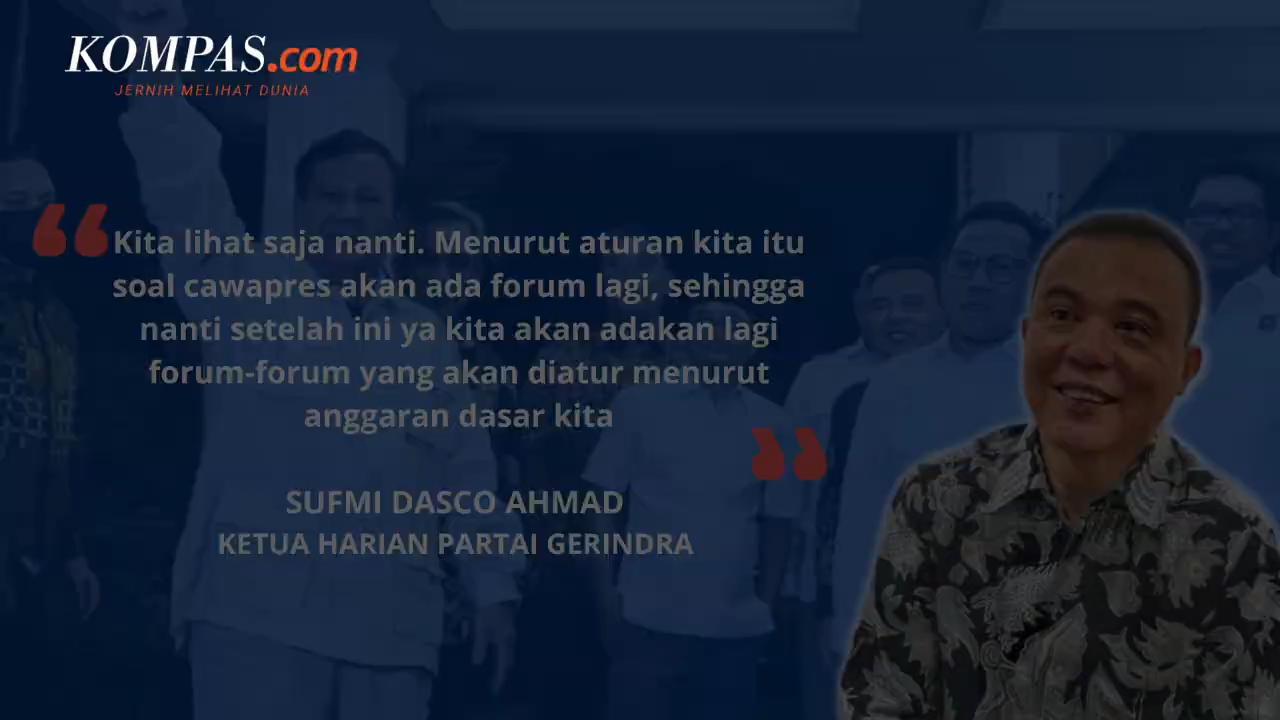 KOMPAS.com
JERNIH MELIHAT DUNIA
Kita lihat saja nanti. Menurut aturan kita itu
soal cawapres akan ada forum lagi, sehingga
nanti setelah ini ya kita akan adakan lagi
forum-forum yang akan diatur menurut
anggaran dasar kita
SUFMI DASCO AHMAD
KETUA HARIAN PARTAI GERINDRA